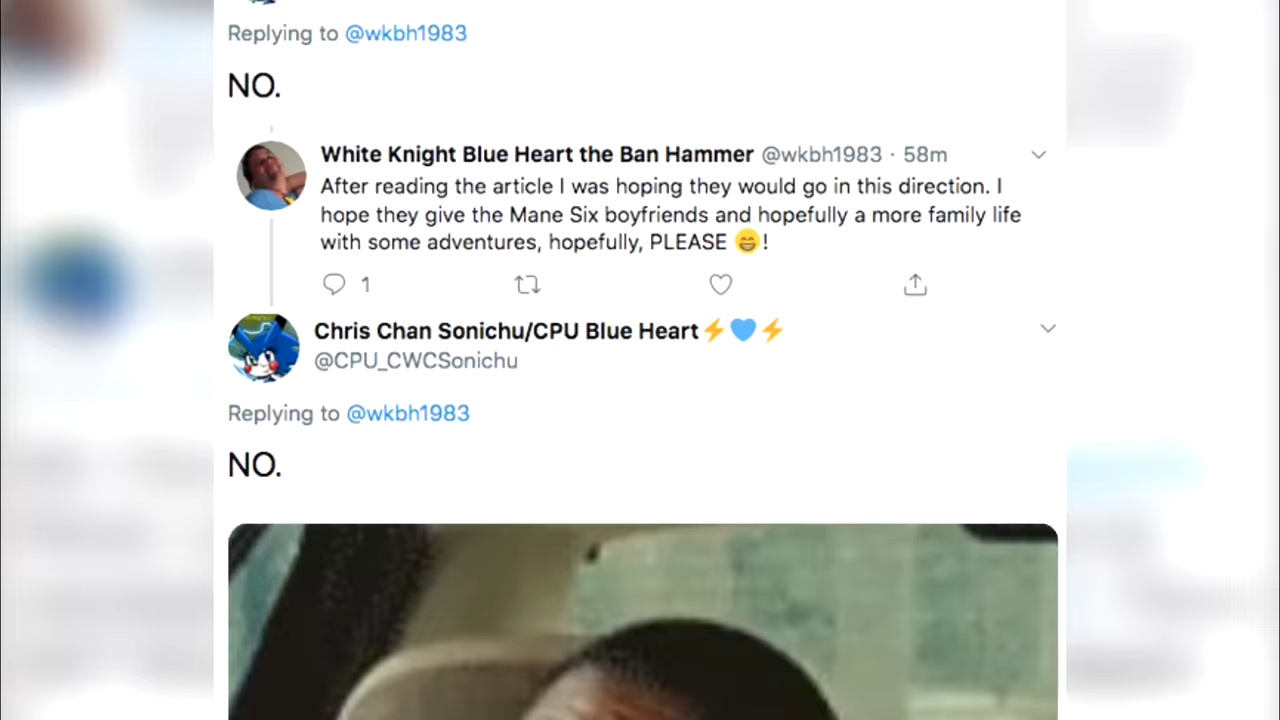 Replying to @wkbh1983
NO.
White Knight Blue Heart the Ban Hammer @wkbh1983 · 58m
After reading the article I was hoping they would go in this direction. I
hope they give the Mane Six boyfriends and hopefully a more family life
with some adventures, hopefully, PLEASE 😁!
1
Chris Chan Sonichu/CPU Blue Heart⚡💙⚡
@CPU_CWCSonichu
Replying to @wkbh1983
NO.